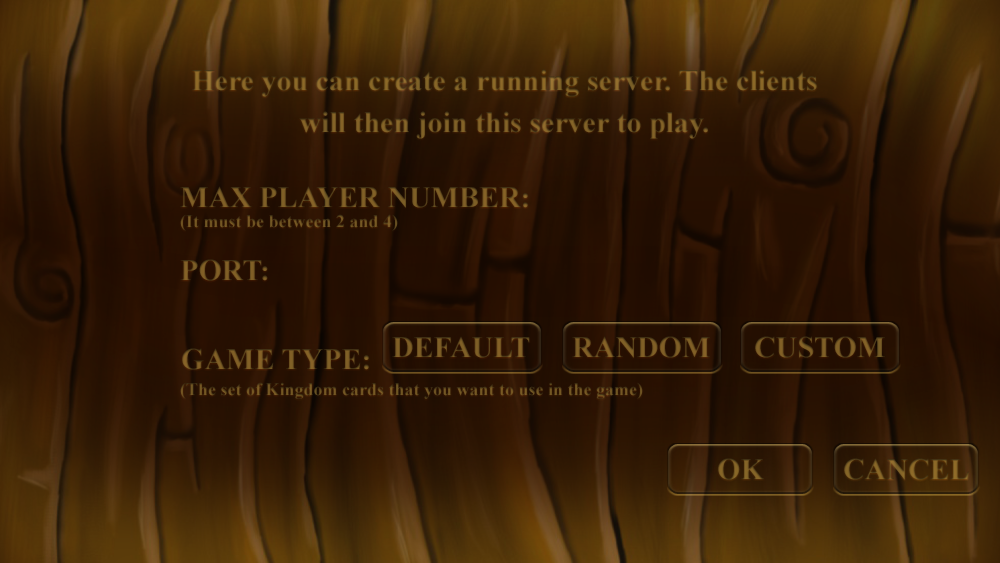 Here you can create a running server. The clients
will then join this server to play.
MAX PLAYER NUMBER:
(It must be between 2 and 4)
PORT:
GAME TYPE: DEFAULT RANDOM CUSTOM
(The set of Kingdom cards that you want to use in the game)
OK CANCEL